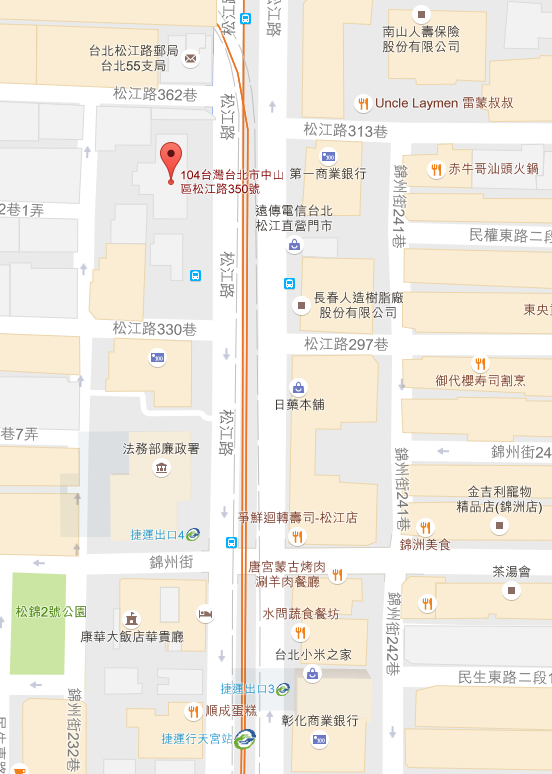 南山人壽保險
股份有限公司
台北松江路郵局
台北55支局
松江路362巷
松江路
松江路
Uncle Laymen 雷蒙叔叔
松江路313巷
104台灣台北市中山
區松江路350號
第一商業銀行
赤牛哥汕頭火鍋
錦州街241巷
2巷1弄
遠傳電信台北
松江直營門市
民權東路二段
松江路
長春人造樹脂廠
股份有限公司
東央
松江路330巷
松江路297巷
御代櫻寿司割烹
日藥本舖
松江路
巷7弄
法務部廉政署
錦州街24
錦州街241巷
金吉利寵物
精品店(錦洲店)
爭鮮迴轉壽司-松江店
捷運出口4
錦洲美食
錦州街
唐宮蒙古烤肉
涮羊肉餐廳
茶湯會
松錦2號公園
康華大飯店華貴廳
水問蔬食餐坊
錦州街242巷
台北小米之家
民生東路二段1
捷運出口3
錦州街232巷
順成蛋糕
彰化商業銀行
捷運行天宮站